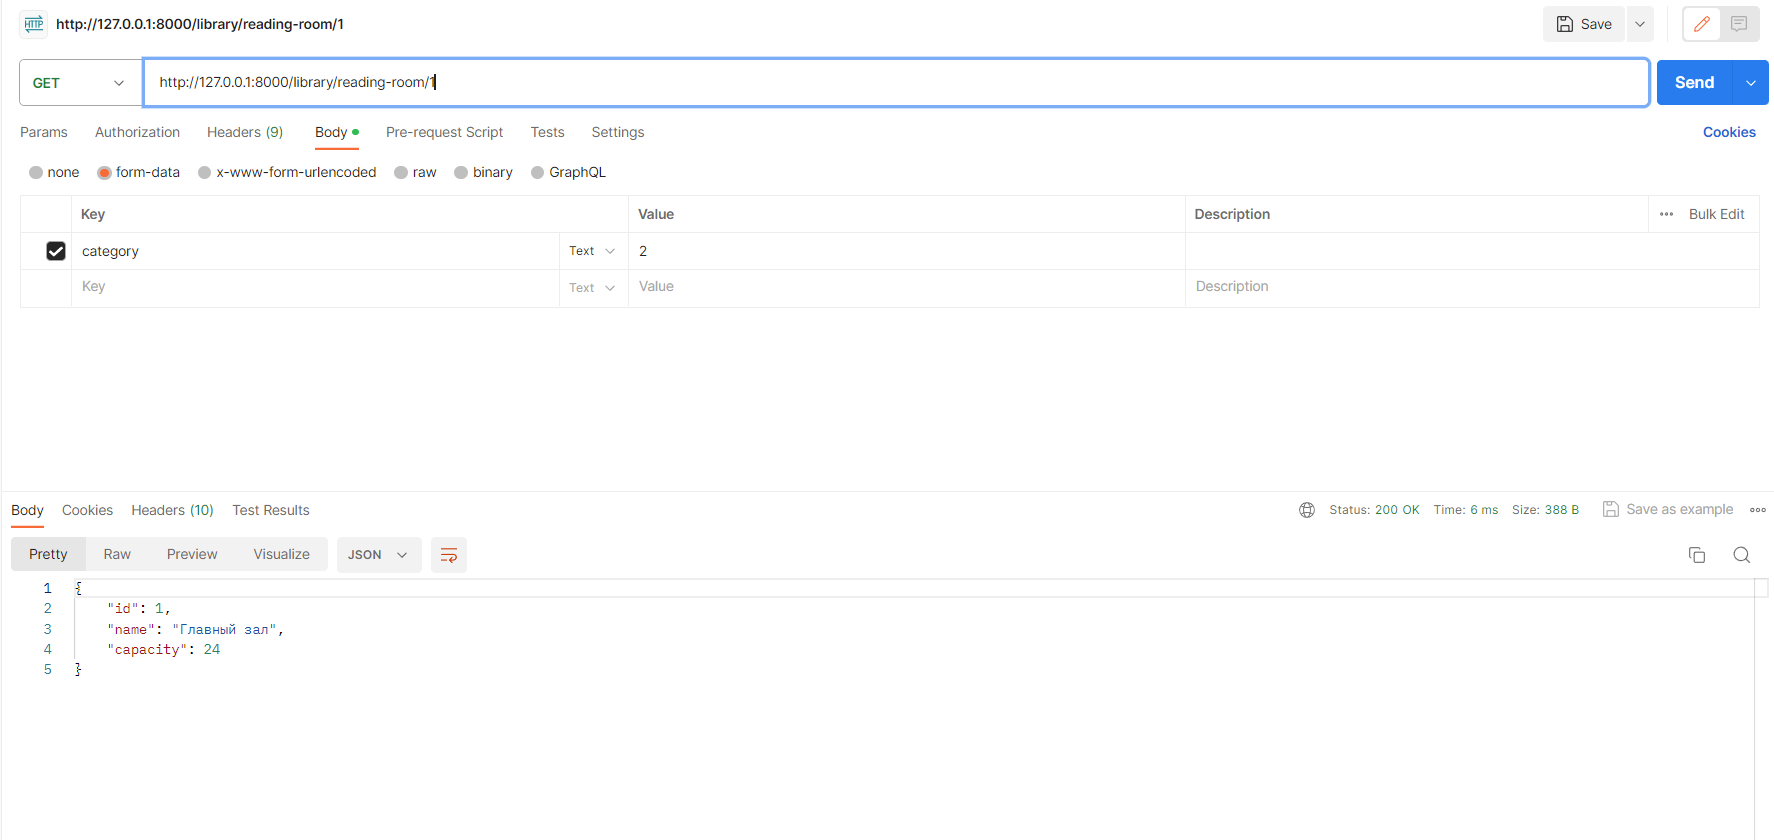 HTTP http://127.0.0.1:8000/library/reading-room/1 Save
GET http://127.0.0.1:8000/library/reading-room/1 Send
Params Authorization Headers (9) Body Pre-request Script Tests Settings Cookies
none form-data x-www-form-urlencoded raw binary GraphQL
Key Value Description Bulk Edit
category Text 2
Key Text Value Description
Body Cookies Headers (10) Test Results Status: 200 OK Time: 6 ms Size: 388 B Save as example
Pretty Raw Preview Visualize JSON
1 {
2 "id": 1,
3 "name": "Главный зал",
4 "capacity": 24
5 }